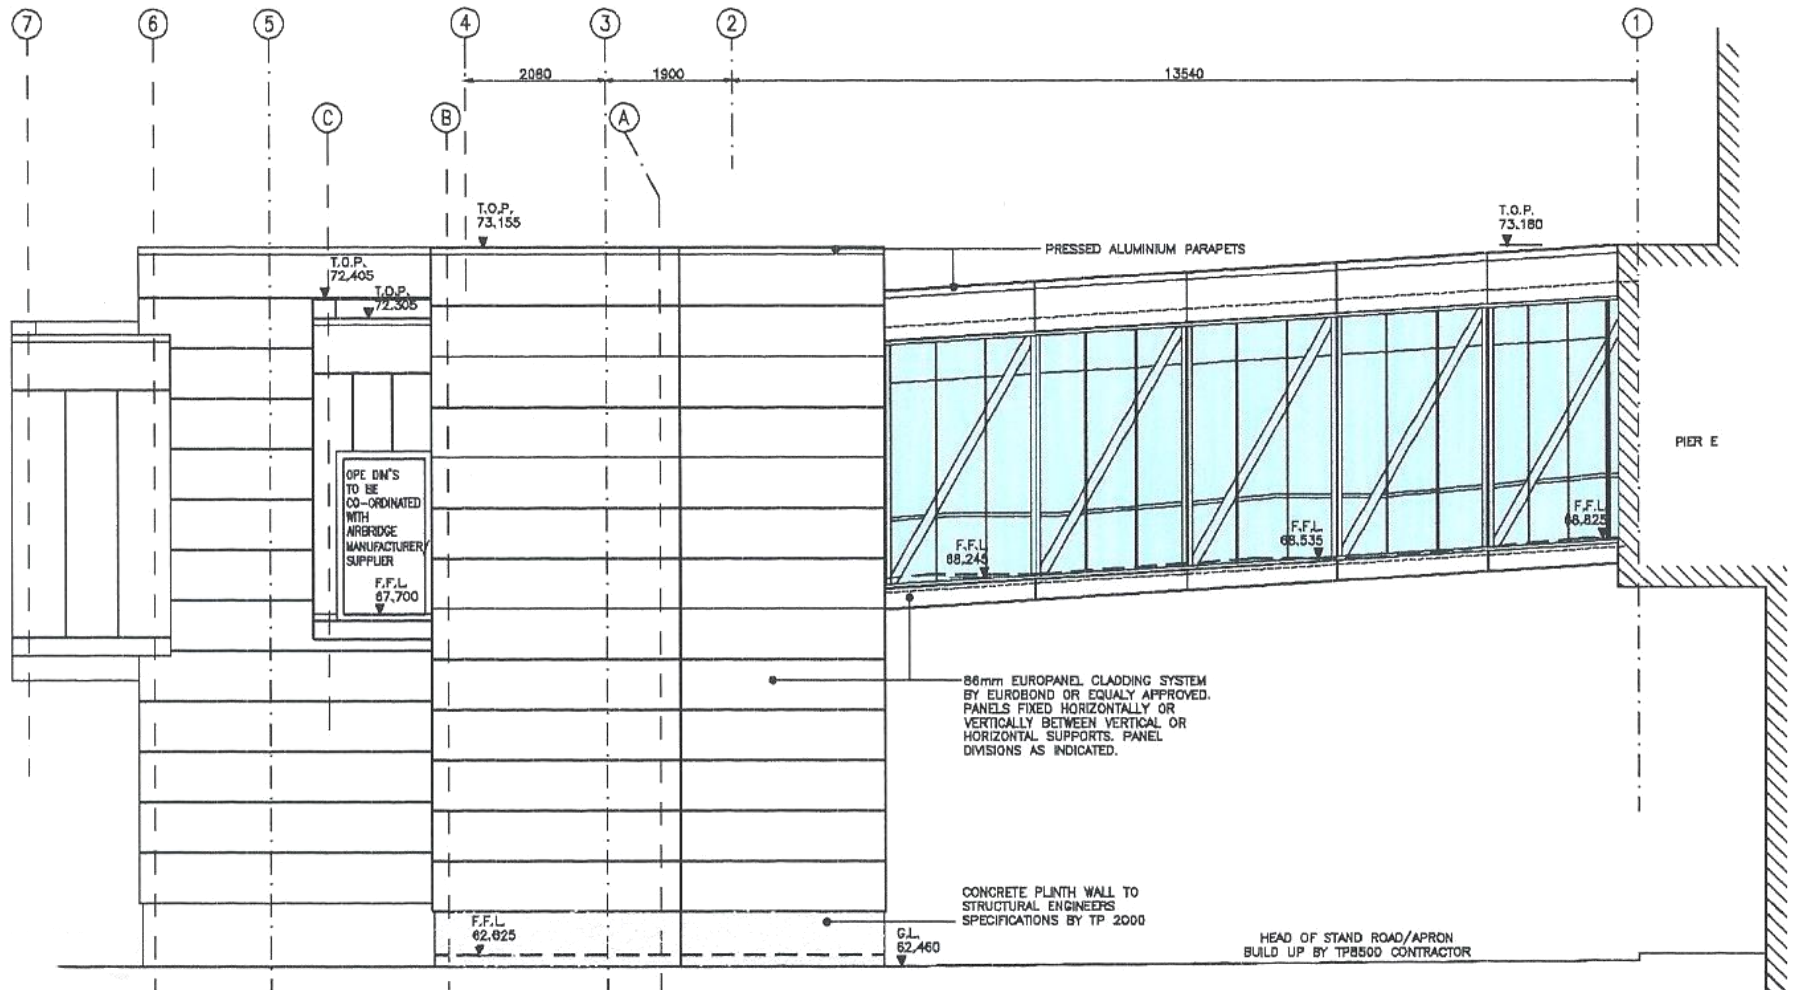 7
6
5
4
3
2
1
2080
1900
13540
C
B
A
T.O.P.
73,155
T.O.P.
73,180
PRESSED ALUMINIUM PARAPETS
T.O.P.
72,405
T.O.P.
72,305
PIER E
OPE DIM'S
TO BE
CO-ORDINATED
WITH
AIRBRIDGE
MANUFACTURER/
SUPPLIER
F.F.L.
67,700
F.F.L.
68,245
F.F.L.
68,535
F.F.L.
68,825
86mm EUROPANEL CLADDING SYSTEM
BY EUROBOND OR EQUALY APPROVED.
PANELS FIXED HORIZONTALLY OR
VERTICALLY BETWEEN VERTICAL OR
HORIZONTAL SUPPORTS. PANEL
DIVISIONS AS INDICATED.
CONCRETE PLINTH WALL TO
STRUCTURAL ENGINEERS
SPECIFICATIONS BY TP 2000
F.F.L.
62,625
G.L.
62,460
HEAD OF STAND ROAD/APRON
BUILD UP BY TP8500 CONTRACTOR